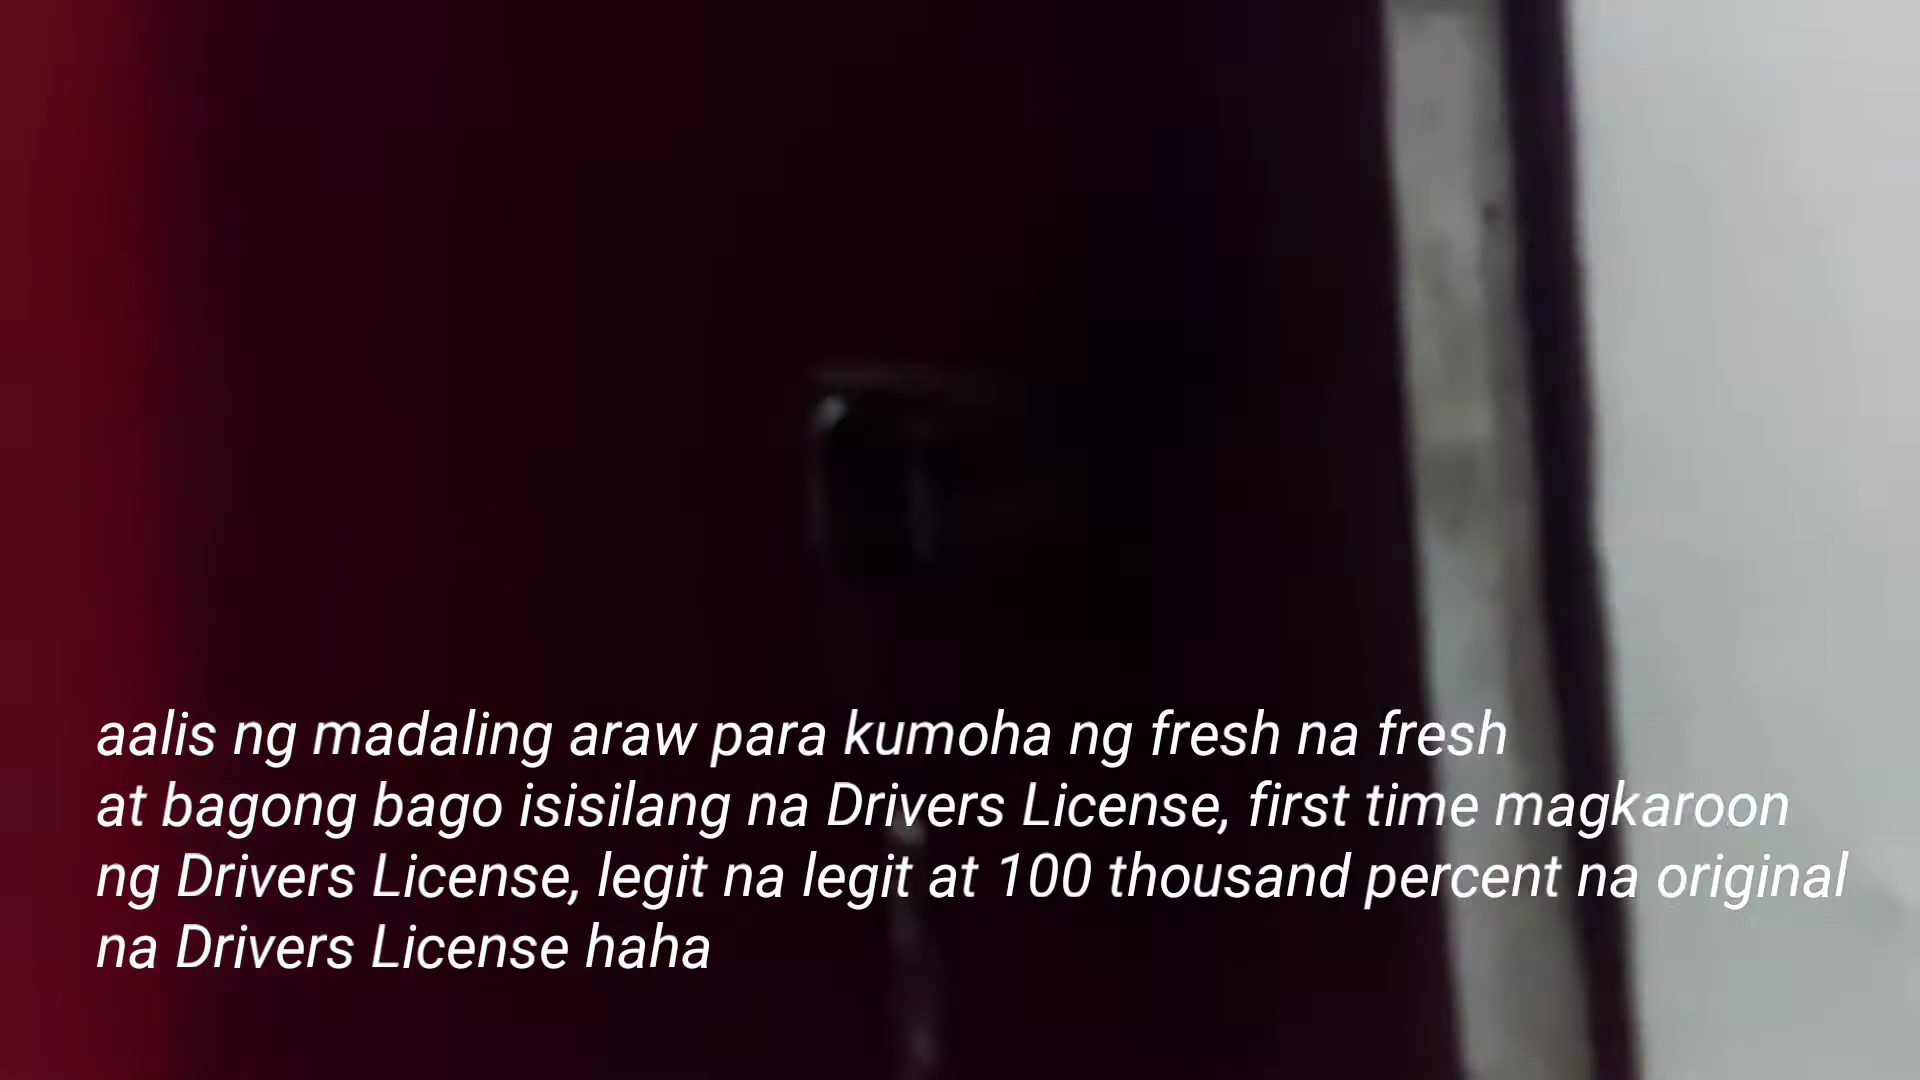 aalis ng madaling araw para kumoha ng fresh na fresh
at bagong bago isisilang na Drivers License, first time magkaroon
ng Drivers License, legit na legit at 100 thousand percent na original
na Drivers License haha